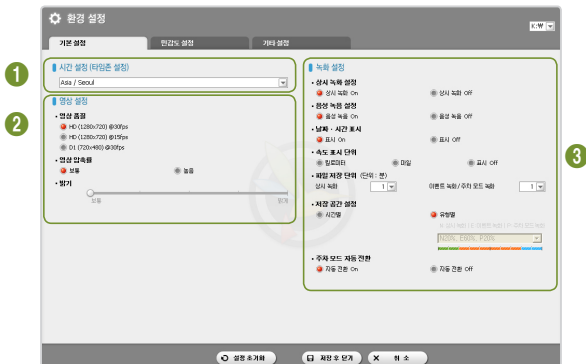 환경 설정
K:₩
기본 설정
민감도 설정
기타 설정
1
시간 설정 (타임존 설정)
Asia / Seoul
2
영상 설정
• 영상 품질
HD (1280x720) @30fps
HD (1280x720) @15fps
D1 (720x480) @30fps
• 영상 압축률
보통
높음
• 밝기
보통
밝게
3
녹화 설정
• 상시 녹화 설정
상시 녹화 On
상시 녹화 Off
• 음성 녹음 설정
음성 녹음 On
음성 녹음 Off
• 날짜 · 시간 표시
표시 On
표시 Off
• 속도 표시 단위
킬로미터
마일
표시 Off
• 파일 저장 단위 (단위 : 분)
상시 녹화
1
이벤트 녹화/ 주차 모드 녹화
1
• 저장 공간 설정
시간별
유형별
N20%, E60%, P20%
• 주차 모드 자동 전환
자동 전환 On
자동 전환 Off
설정 초기화
저장 후 닫기
취 소